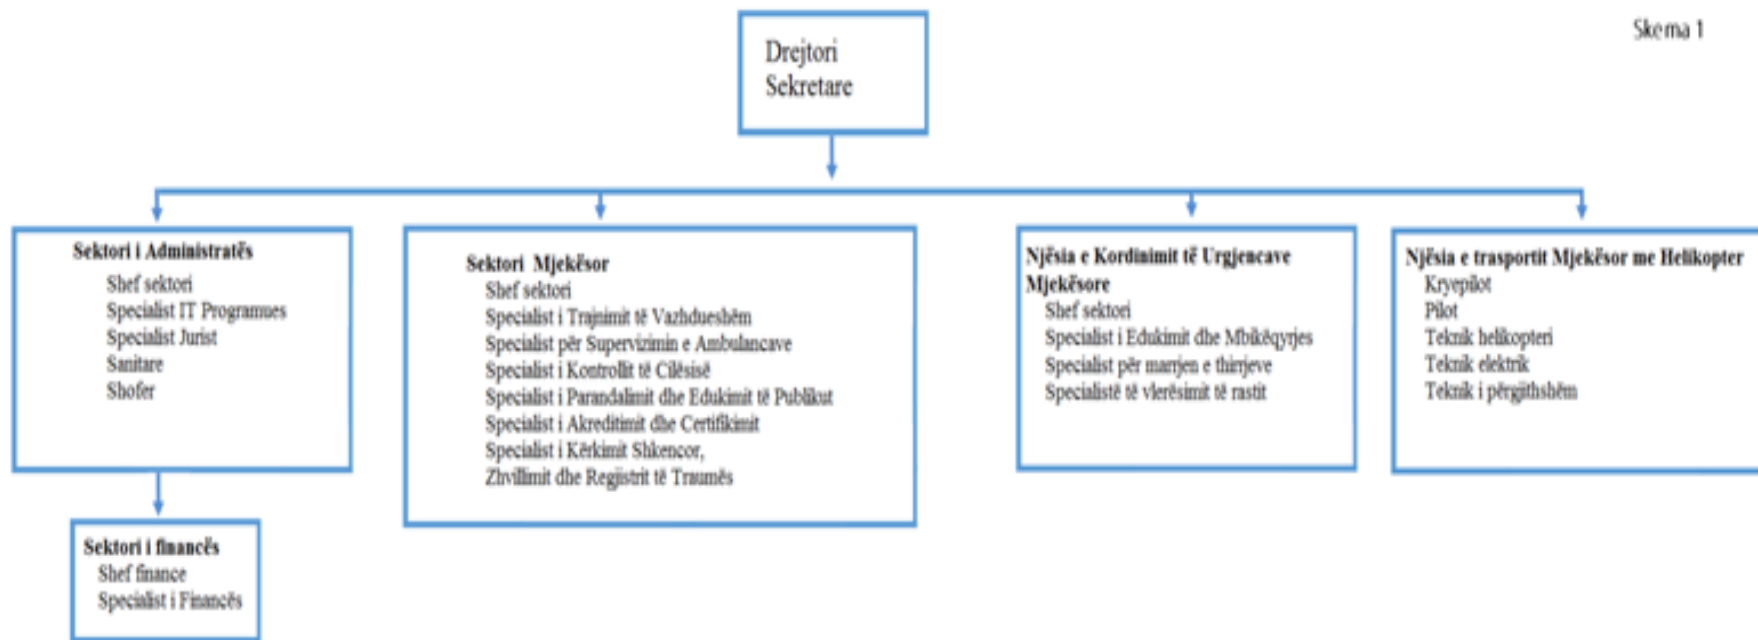 Skema 1
Drejtori
Sekretare
Sektori i Administratës
Shef sektori
Specialist IT Programues
Specialist Jurist
Sanitare
Shofer
Sektori i financës
Shef finance
Specialist i Financës
Sektori Mjekësor
Shef sektori
Specialist i Trajnimit të Vazhdueshëm
Specialist për Supervizimin e Ambulancave
Specialist i Kontrollit të Cilësisë
Specialist i Parandalimit dhe Edukimit të Publikut
Specialist i Akreditimit dhe Certifikimit
Specialist i Kërkimit Shkencor,
Zhvillimit dhe Regjistrit të Traumës
Njësia e Kordinimit të Urgjencave
Mjekësore
Shef sektori
Specialist i Edukimit dhe Mbikëqyrjes
Specialist për marrjen e thirrjeve
Specialistë të vlerësimit të rastit
Njësia e trasportit Mjekësor me Helikopter
Kryepilot
Pilot
Teknik helikopteri
Teknik elektrik
Teknik i përgjithshëm